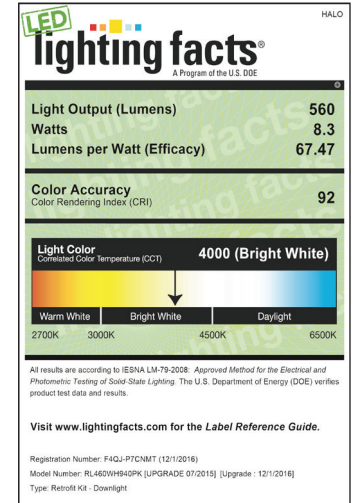 HALO
LED
lighting facts®
A Program of the U.S. DOE
Light Output (Lumens) 560
Watts 8.3
Lumens per Watt (Efficacy) 67.47
Color Accuracy
Color Rendering Index (CRI) 92
Light Color
Correlated Color Temperature (CCT) 4000 (Bright White)
Warm White Bright White Daylight
2700K 3000K 4500K 6500K
All results are according to IESNA LM-79-2008: Approved Method for the Electrical and
Photometric Testing of Solid-State Lighting. The U.S. Department of Energy (DOE) verifies
product test data and results.
Visit www.lightingfacts.com for the Label Reference Guide.
Registration Number: F4QJ-P7CNMT (12/1/2016)
Model Number: RL460WH940PK [UPGRADE 07/2015] [Upgrade : 12/1/2016]
Type: Retrofit Kit - Downlight